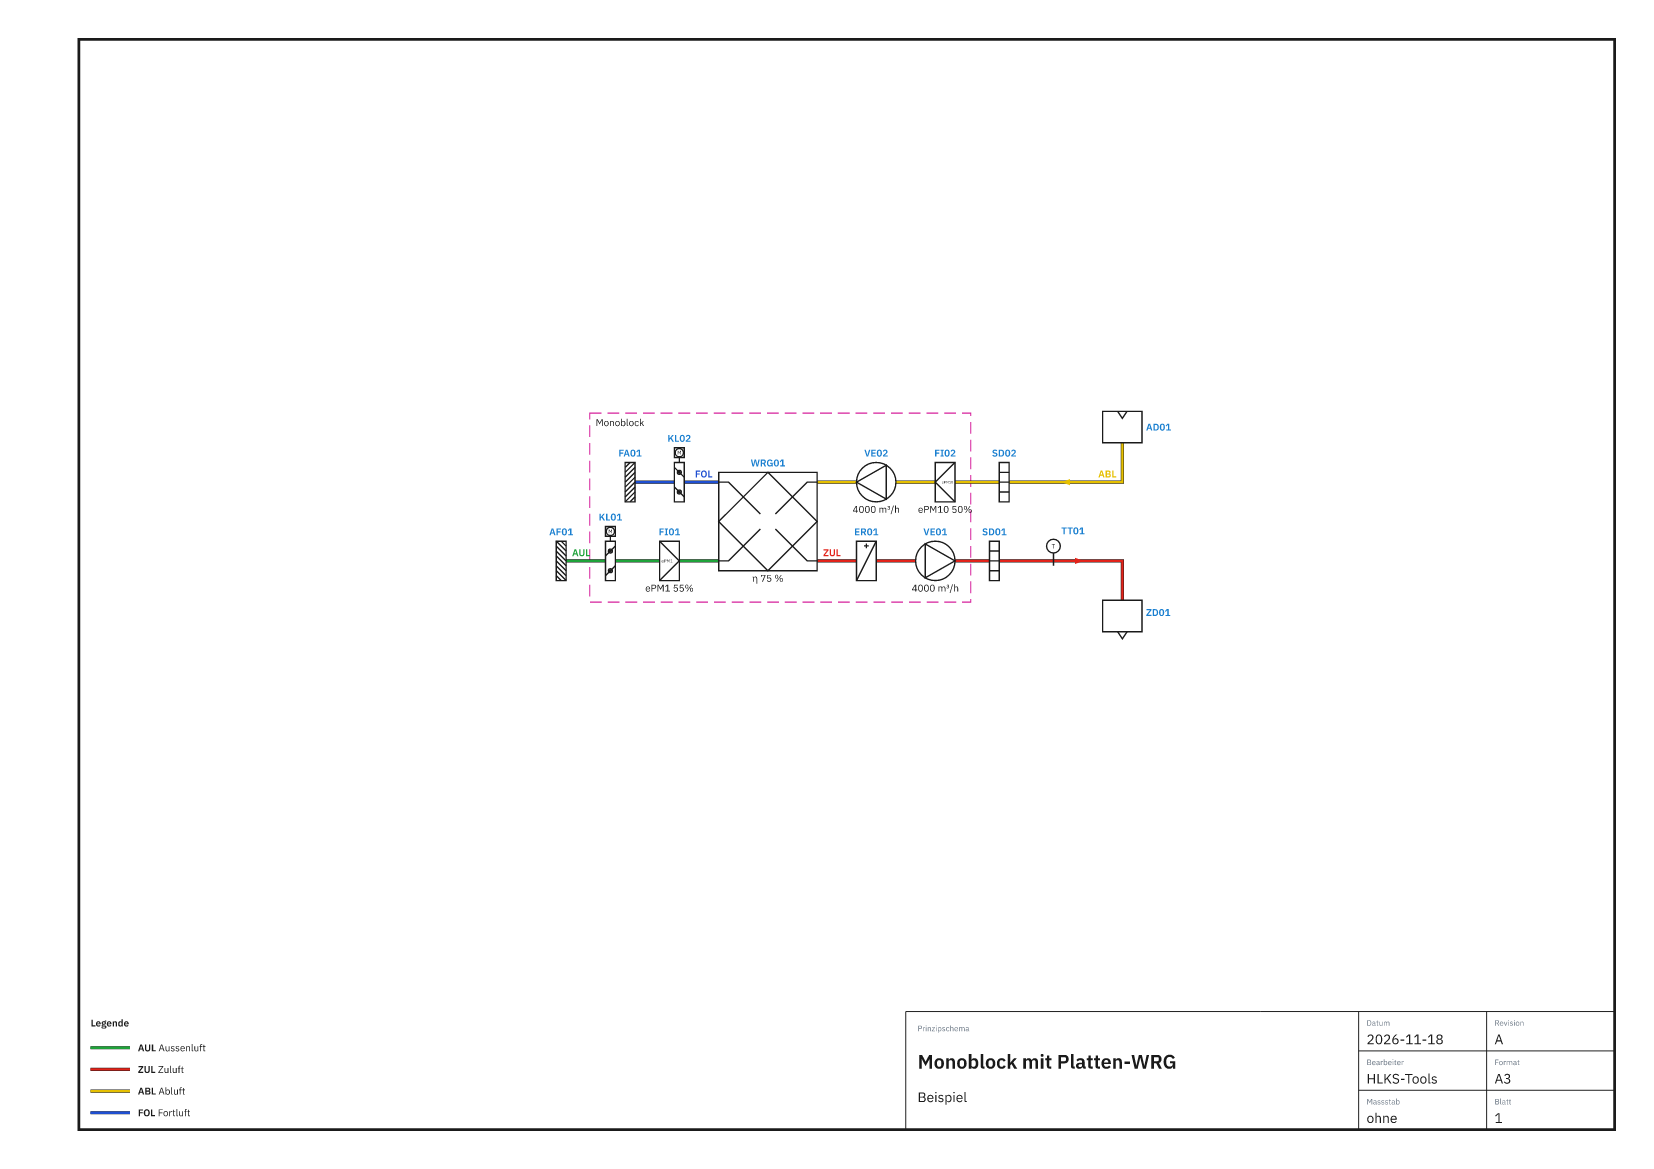 Monoblock
KL02
FA01
FOL
WRG01
VE02
FI02
SD02
AD01
ABL
4000 m³/h
ePM10 50%
KL01
AF01
AUL
FI01
ePM1
ZUL
ER01
VE01
SD01
TT01
T
ePM1 55%
η 75 %
4000 m³/h
ZD01
Legende
AUL Aussenluft
ZUL Zuluft
ABL Abluft
FOL Fortluft
Prinzipschema
Monoblock mit Platten-WRG
Beispiel
Datum
2026-11-18
Revision
A
Bearbeiter
HLKS-Tools
Format
A3
Massstab
ohne
Blatt
1